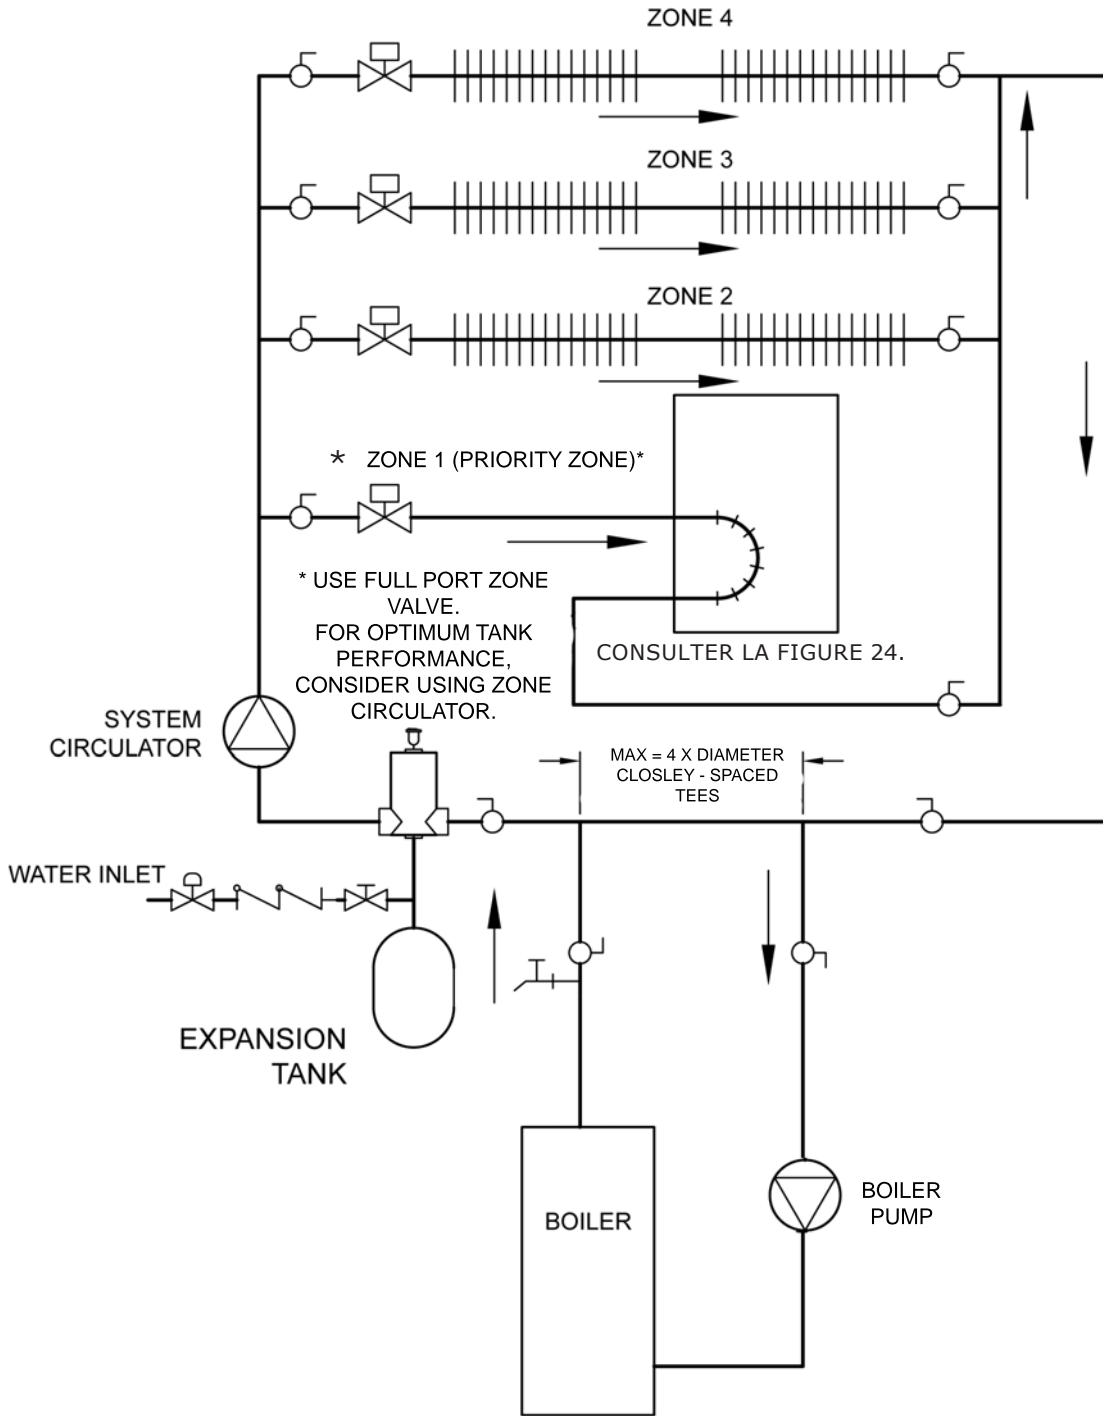 ZONE 4
ZONE 3
ZONE 2
* ZONE 1 (PRIORITY ZONE)*
* USE FULL PORT ZONE
VALVE.
FOR OPTIMUM TANK
PERFORMANCE,
CONSIDER USING ZONE
CIRCULATOR.
CONSULTER LA FIGURE 24.
SYSTEM
CIRCULATOR
MAX = 4 X DIAMETER
CLOSLEY - SPACED
TEES
WATER INLET
EXPANSION
TANK
BOILER
BOILER
PUMP